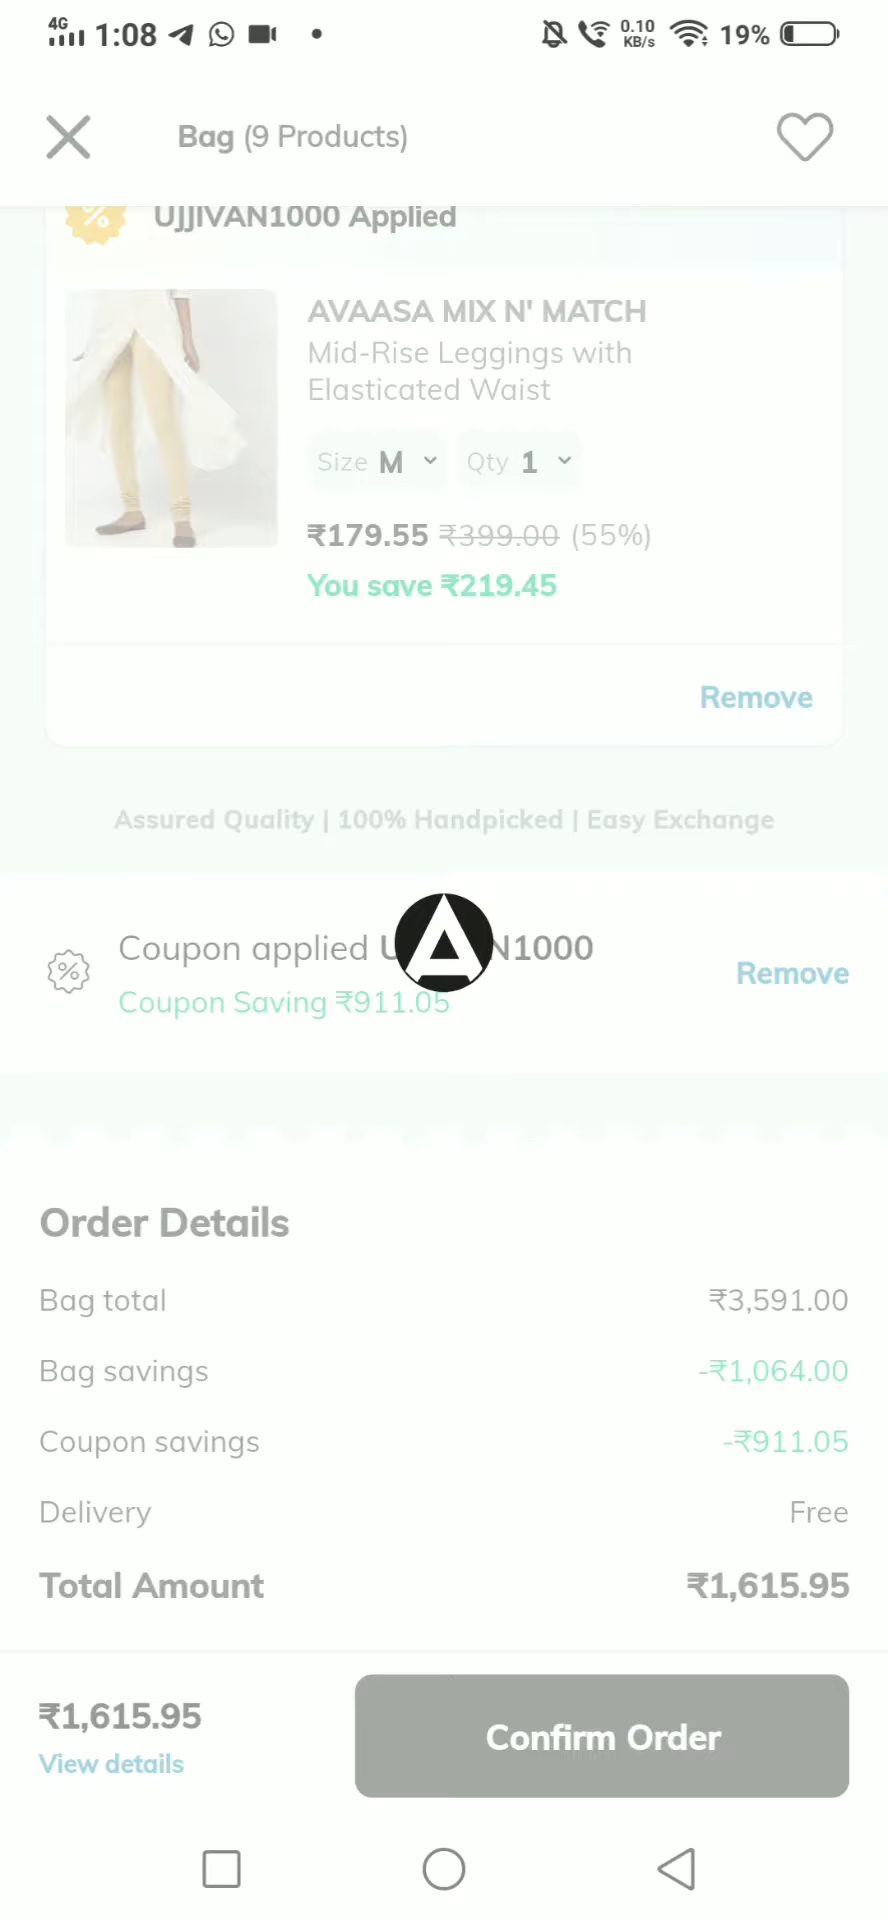 4G 1:08 0.10 KB/s 19%
Bag (9 Products)
UJJIVAN1000 Applied
AVAASA MIX N' MATCH
Mid-Rise Leggings with
Elasticated Waist
Size M Qty 1
₹179.55 ₹399.00 (55%)
You save ₹219.45
Remove
Assured Quality | 100% Handpicked | Easy Exchange
Coupon applied U N1000
Remove
Coupon Saving ₹911.05
Order Details
Bag total ₹3,591.00
Bag savings -₹1,064.00
Coupon savings -₹911.05
Delivery Free
Total Amount ₹1,615.95
₹1,615.95
View details
Confirm Order